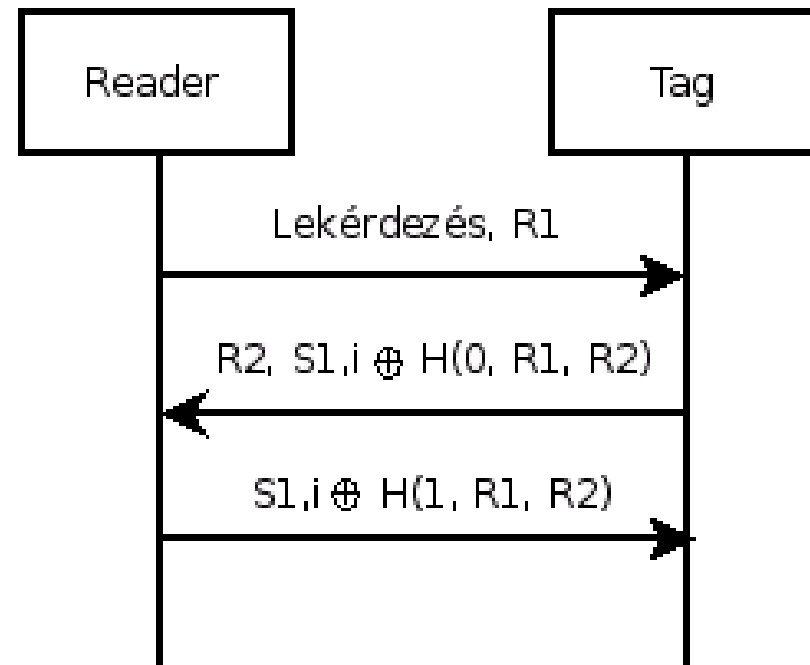 Reader
Tag
Lekérdezés, R1
R2, S1,i ⊕ H(0, R1, R2)
S1,i ⊕ H(1, R1, R2)